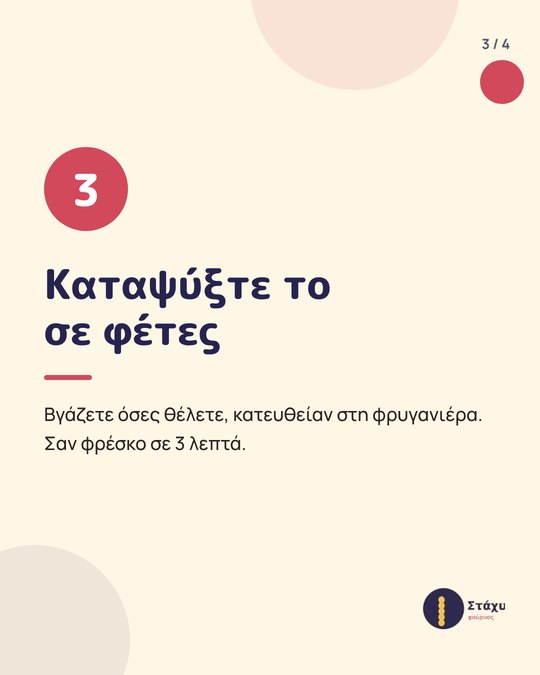 3 / 4
3
Καταψύξτε το
σε φέτες
Βγάζετε όσες θέλετε, κατευθείαν στη φρυγανιέρα.
Σαν φρέσκο σε 3 λεπτά.
Στάχυ
φούρνος